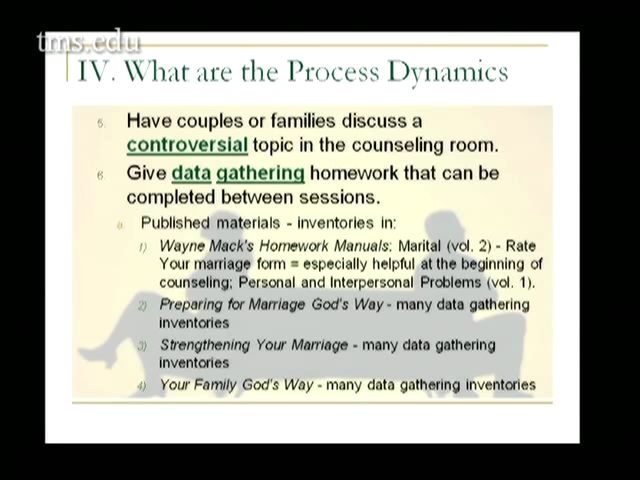 tms.edu
IV. What are the Process Dynamics
5. Have couples or families discuss a
controversial topic in the counseling room.
6. Give data gathering homework that can be
completed between sessions.
Published materials - inventories in:
1) Wayne Mack's Homework Manuals: Marital (vol. 2) - Rate
Your marriage form = especially helpful at the beginning of
counseling; Personal and Interpersonal Problems (vol. 1).
2) Preparing for Marriage God's Way - many data gathering
inventories
3) Strengthening Your Marriage - many data gathering
inventories
4) Your Family God's Way - many data gathering inventories